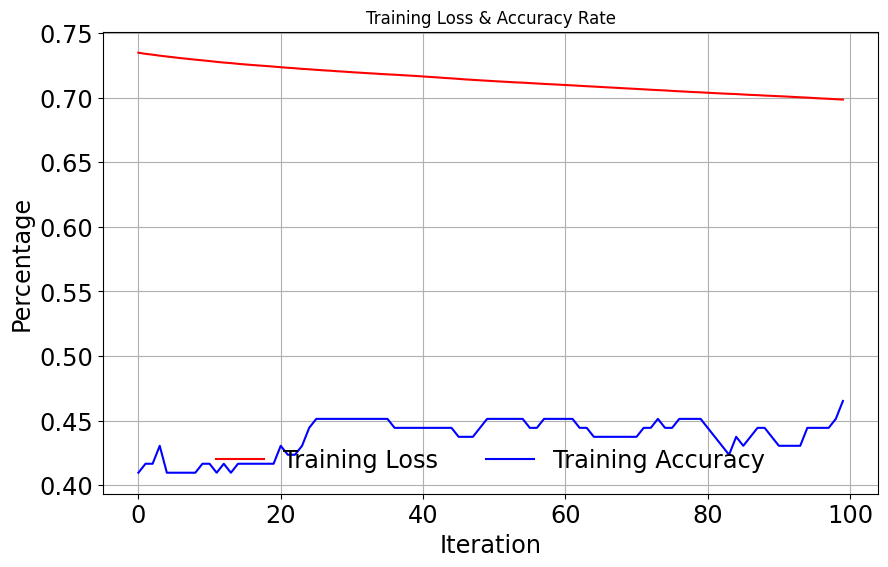 Training Loss & Accuracy Rate
0.75
0.70
0.65
0.60
0.55
0.50
0.45
0.40
Percentage
Training Loss Training Accuracy
0 20 40 60 80 100
Iteration